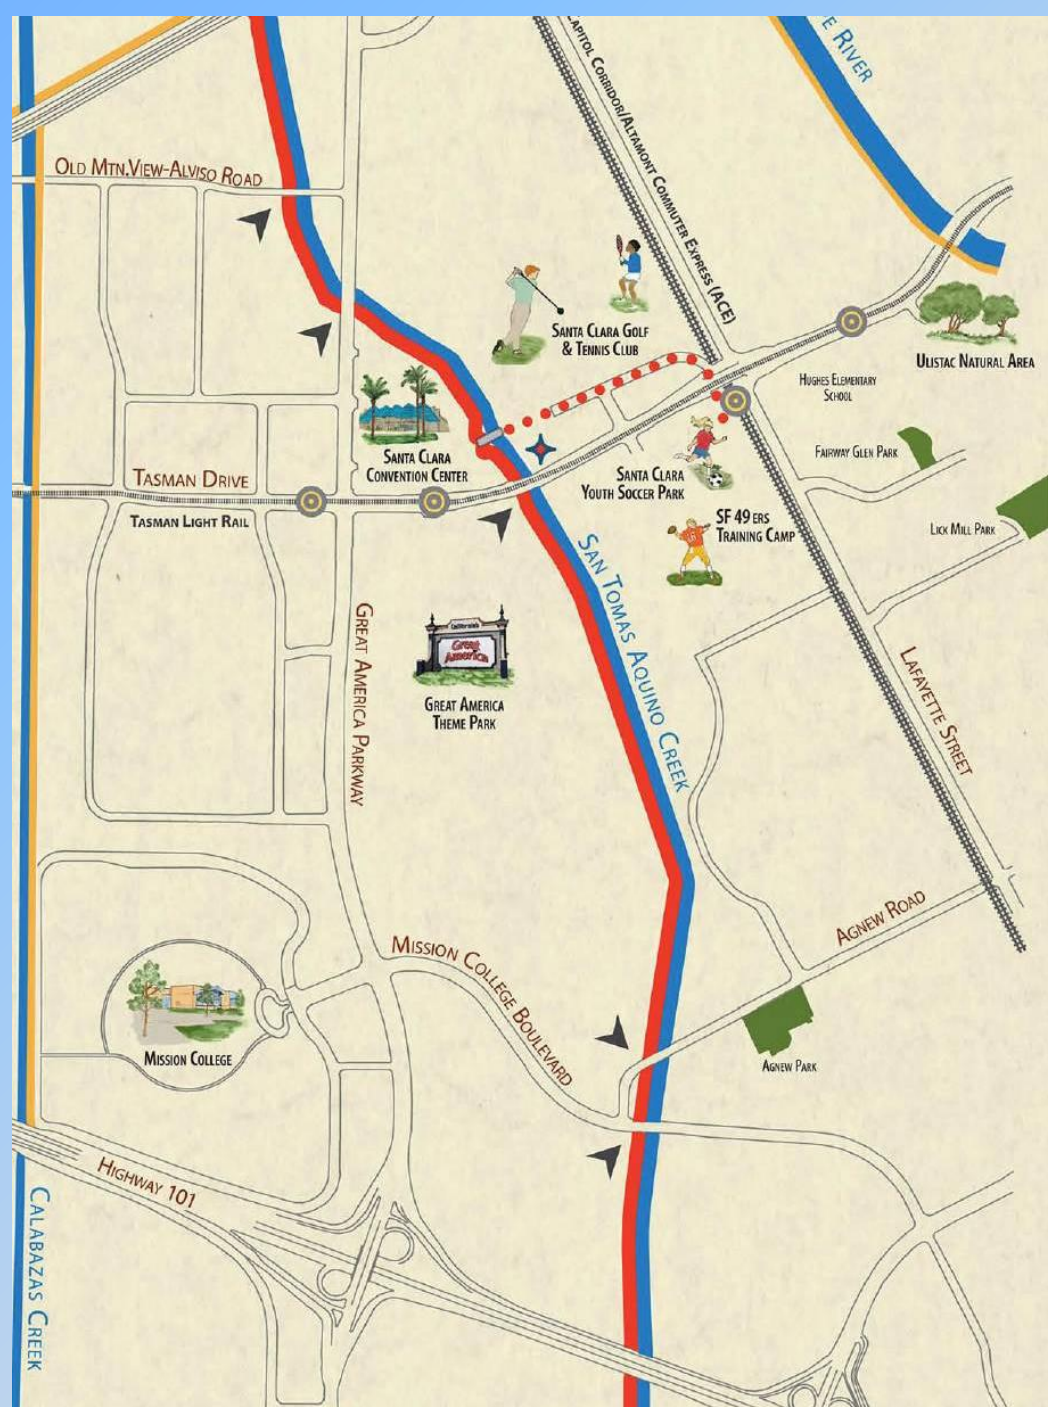 E RIVER
CAPITOL CORRIDOR/ALTAMONT COMMUTER EXPRESS (ACE)
OLD MTN.VIEW-ALVISO ROAD
SANTA CLARA GOLF
& TENNIS CLUB
ULISTAC NATURAL AREA
HUGHES ELEMENTARY
SCHOOL
SANTA CLARA
CONVENTION CENTER
FAIRWAY GLEN PARK
TASMAN DRIVE
SANTA CLARA
YOUTH SOCCER PARK
TASMAN LIGHT RAIL
SF 49 ERS
TRAINING CAMP
LICK MILL PARK
SAN TOMAS AQUINO CREEK
GREAT AMERICA PARKWAY
California's
Great
America
GREAT AMERICA
THEME PARK
LAFAYETTE STREET
AGNEW ROAD
MISSION COLLEGE BOULEVARD
MISSION COLLEGE
AGNEW PARK
HIGHWAY 101
CALABAZAS CREEK